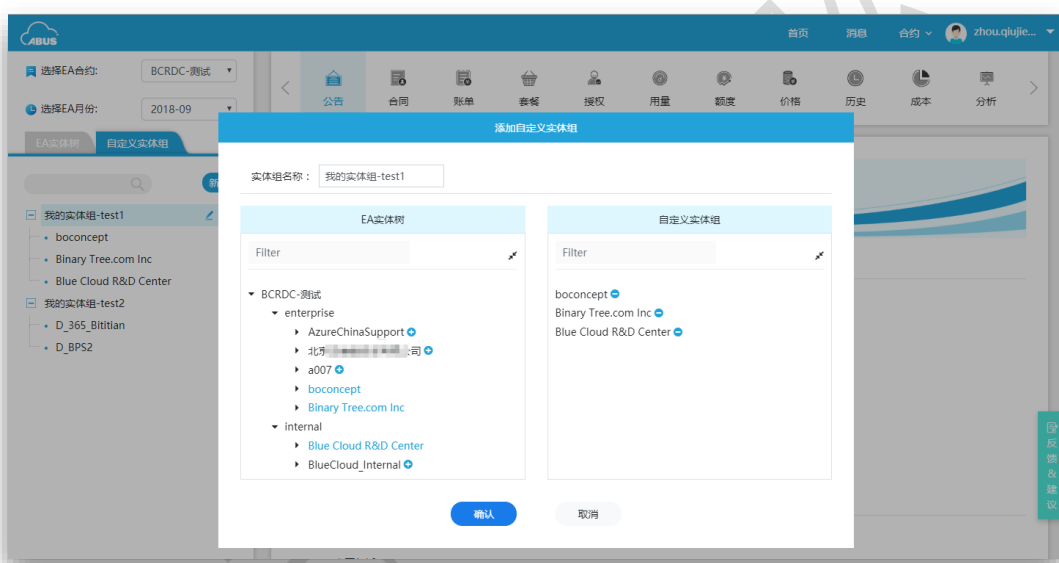 CABUS
首页 消息 合约 zhou.qiujie...
选择EA合约: BCRDC-测试
选择EA月份: 2018-09
公告 合同 账单 套餐 授权 用量 额度 价格 历史 成本 分析
EA实体树 自定义实体组
新
我的实体组-test1
boconcept
Binary Tree.com Inc
Blue Cloud R&D Center
我的实体组-test2
D_365_Bititian
D_BPS2
添加自定义实体组
实体组名称： 我的实体组-test1
EA实体树
Filter
BCRDC-测试
enterprise
AzureChinaSupport
北京 司
a007
boconcept
Binary Tree.com Inc
internal
Blue Cloud R&D Center
BlueCloud_Internal
自定义实体组
Filter
boconcept
Binary Tree.com Inc
Blue Cloud R&D Center
确认 取消
反馈&建议